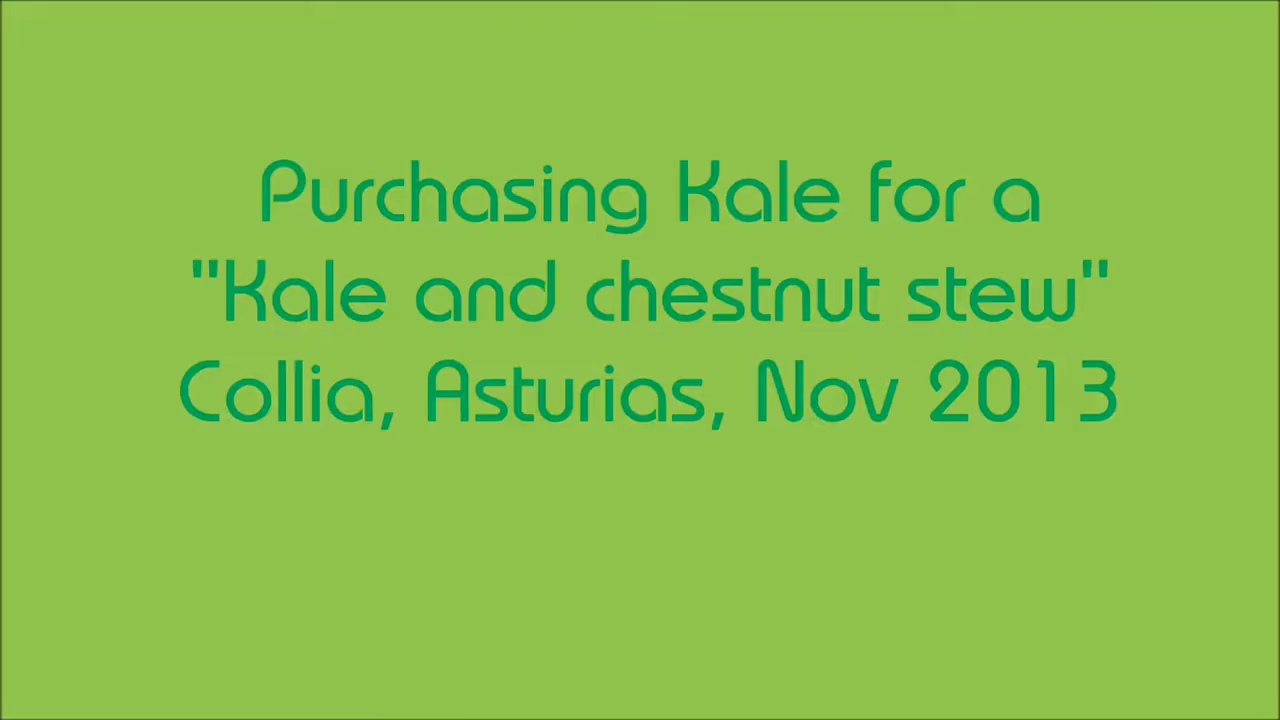 Purchasing Kale for a
"Kale and chestnut stew"
Collia, Asturias, Nov 2013